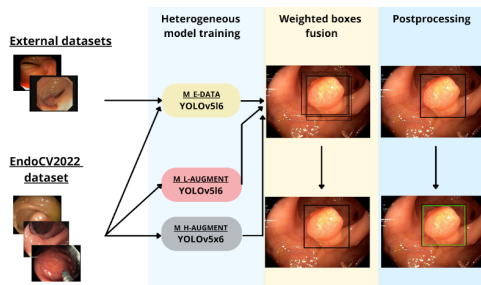 Heterogeneous
model training
Weighted boxes
fusion
Postprocessing
External datasets
M_E-DATA
YOLOv5l6
EndoCV2022
dataset
M_L-AUGMENT
YOLOv5l6
M_H-AUGMENT
YOLOv5x6